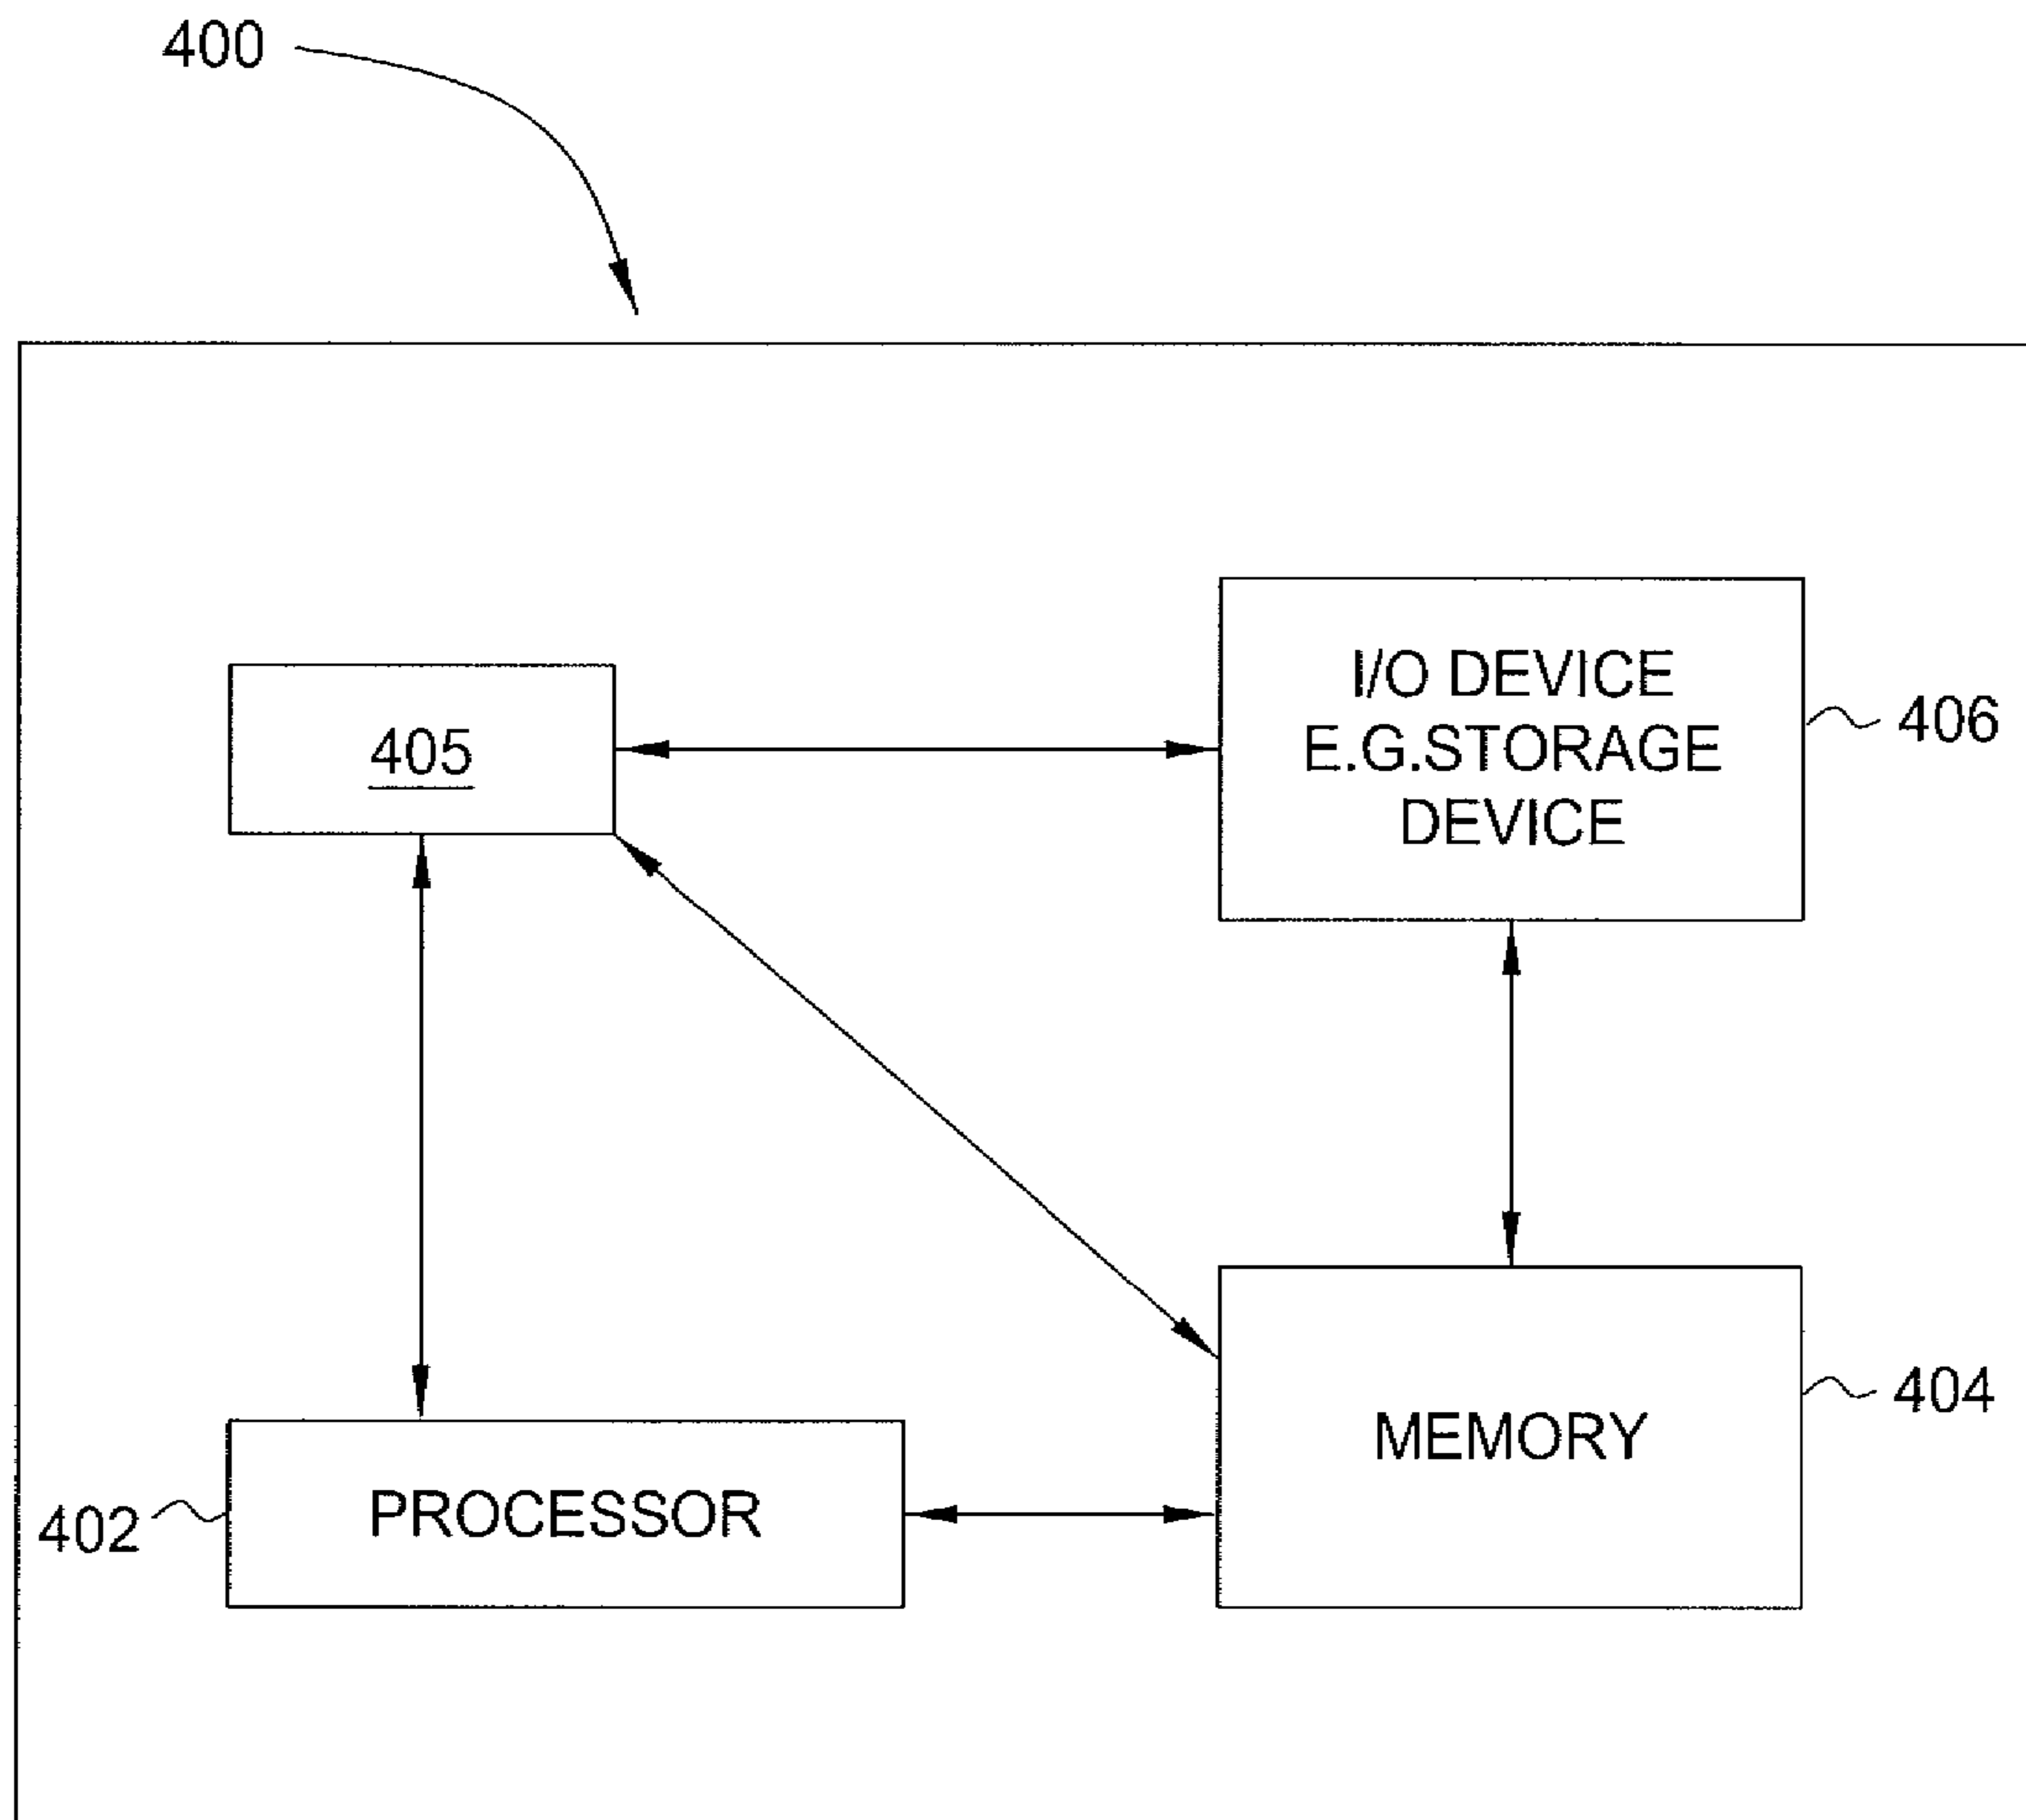 400
405
I/O DEVICE
E.G.STORAGE
DEVICE
406
MEMORY
404
PROCESSOR
402